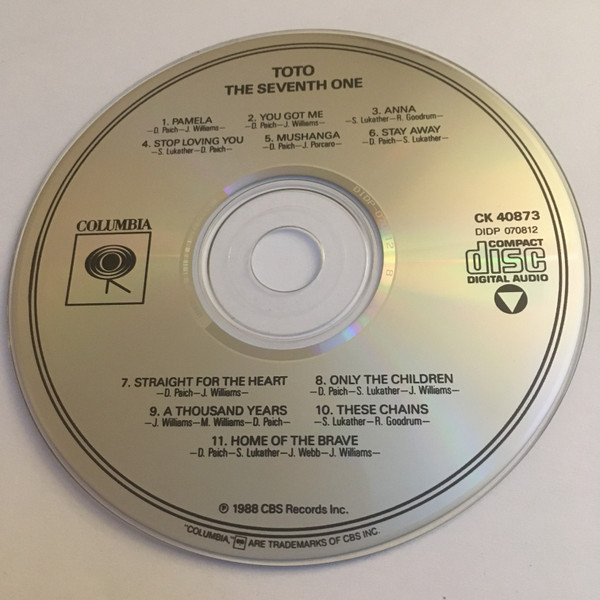 TOTO
THE SEVENTH ONE
1. PAMELA
—D. Paich—J. Williams—
2. YOU GOT ME
—D. Paich—J. Williams—
3. ANNA
—S. Lukather—R. Goodrum—
4. STOP LOVING YOU
—S. Lukather—D. Paich—
5. MUSHANGA
—D. Paich—J. Porcaro—
6. STAY AWAY
—D. Paich—S. Lukather—
COLUMBIA
CK 40873
DIDP 070812
COMPACT
disc
DIGITAL AUDIO
7. STRAIGHT FOR THE HEART
—D. Paich—J. Williams—
8. ONLY THE CHILDREN
—D. Paich—S. Lukather—J. Williams—
9. A THOUSAND YEARS
—J. Williams—M. Williams—D. Paich—
10. THESE CHAINS
—S. Lukather—R. Goodrum—
11. HOME OF THE BRAVE
—D. Paich—S. Lukather—J. Webb—J. Williams—
℗ 1988 CBS Records Inc.
"COLUMBIA," ARE TRADEMARKS OF CBS INC.